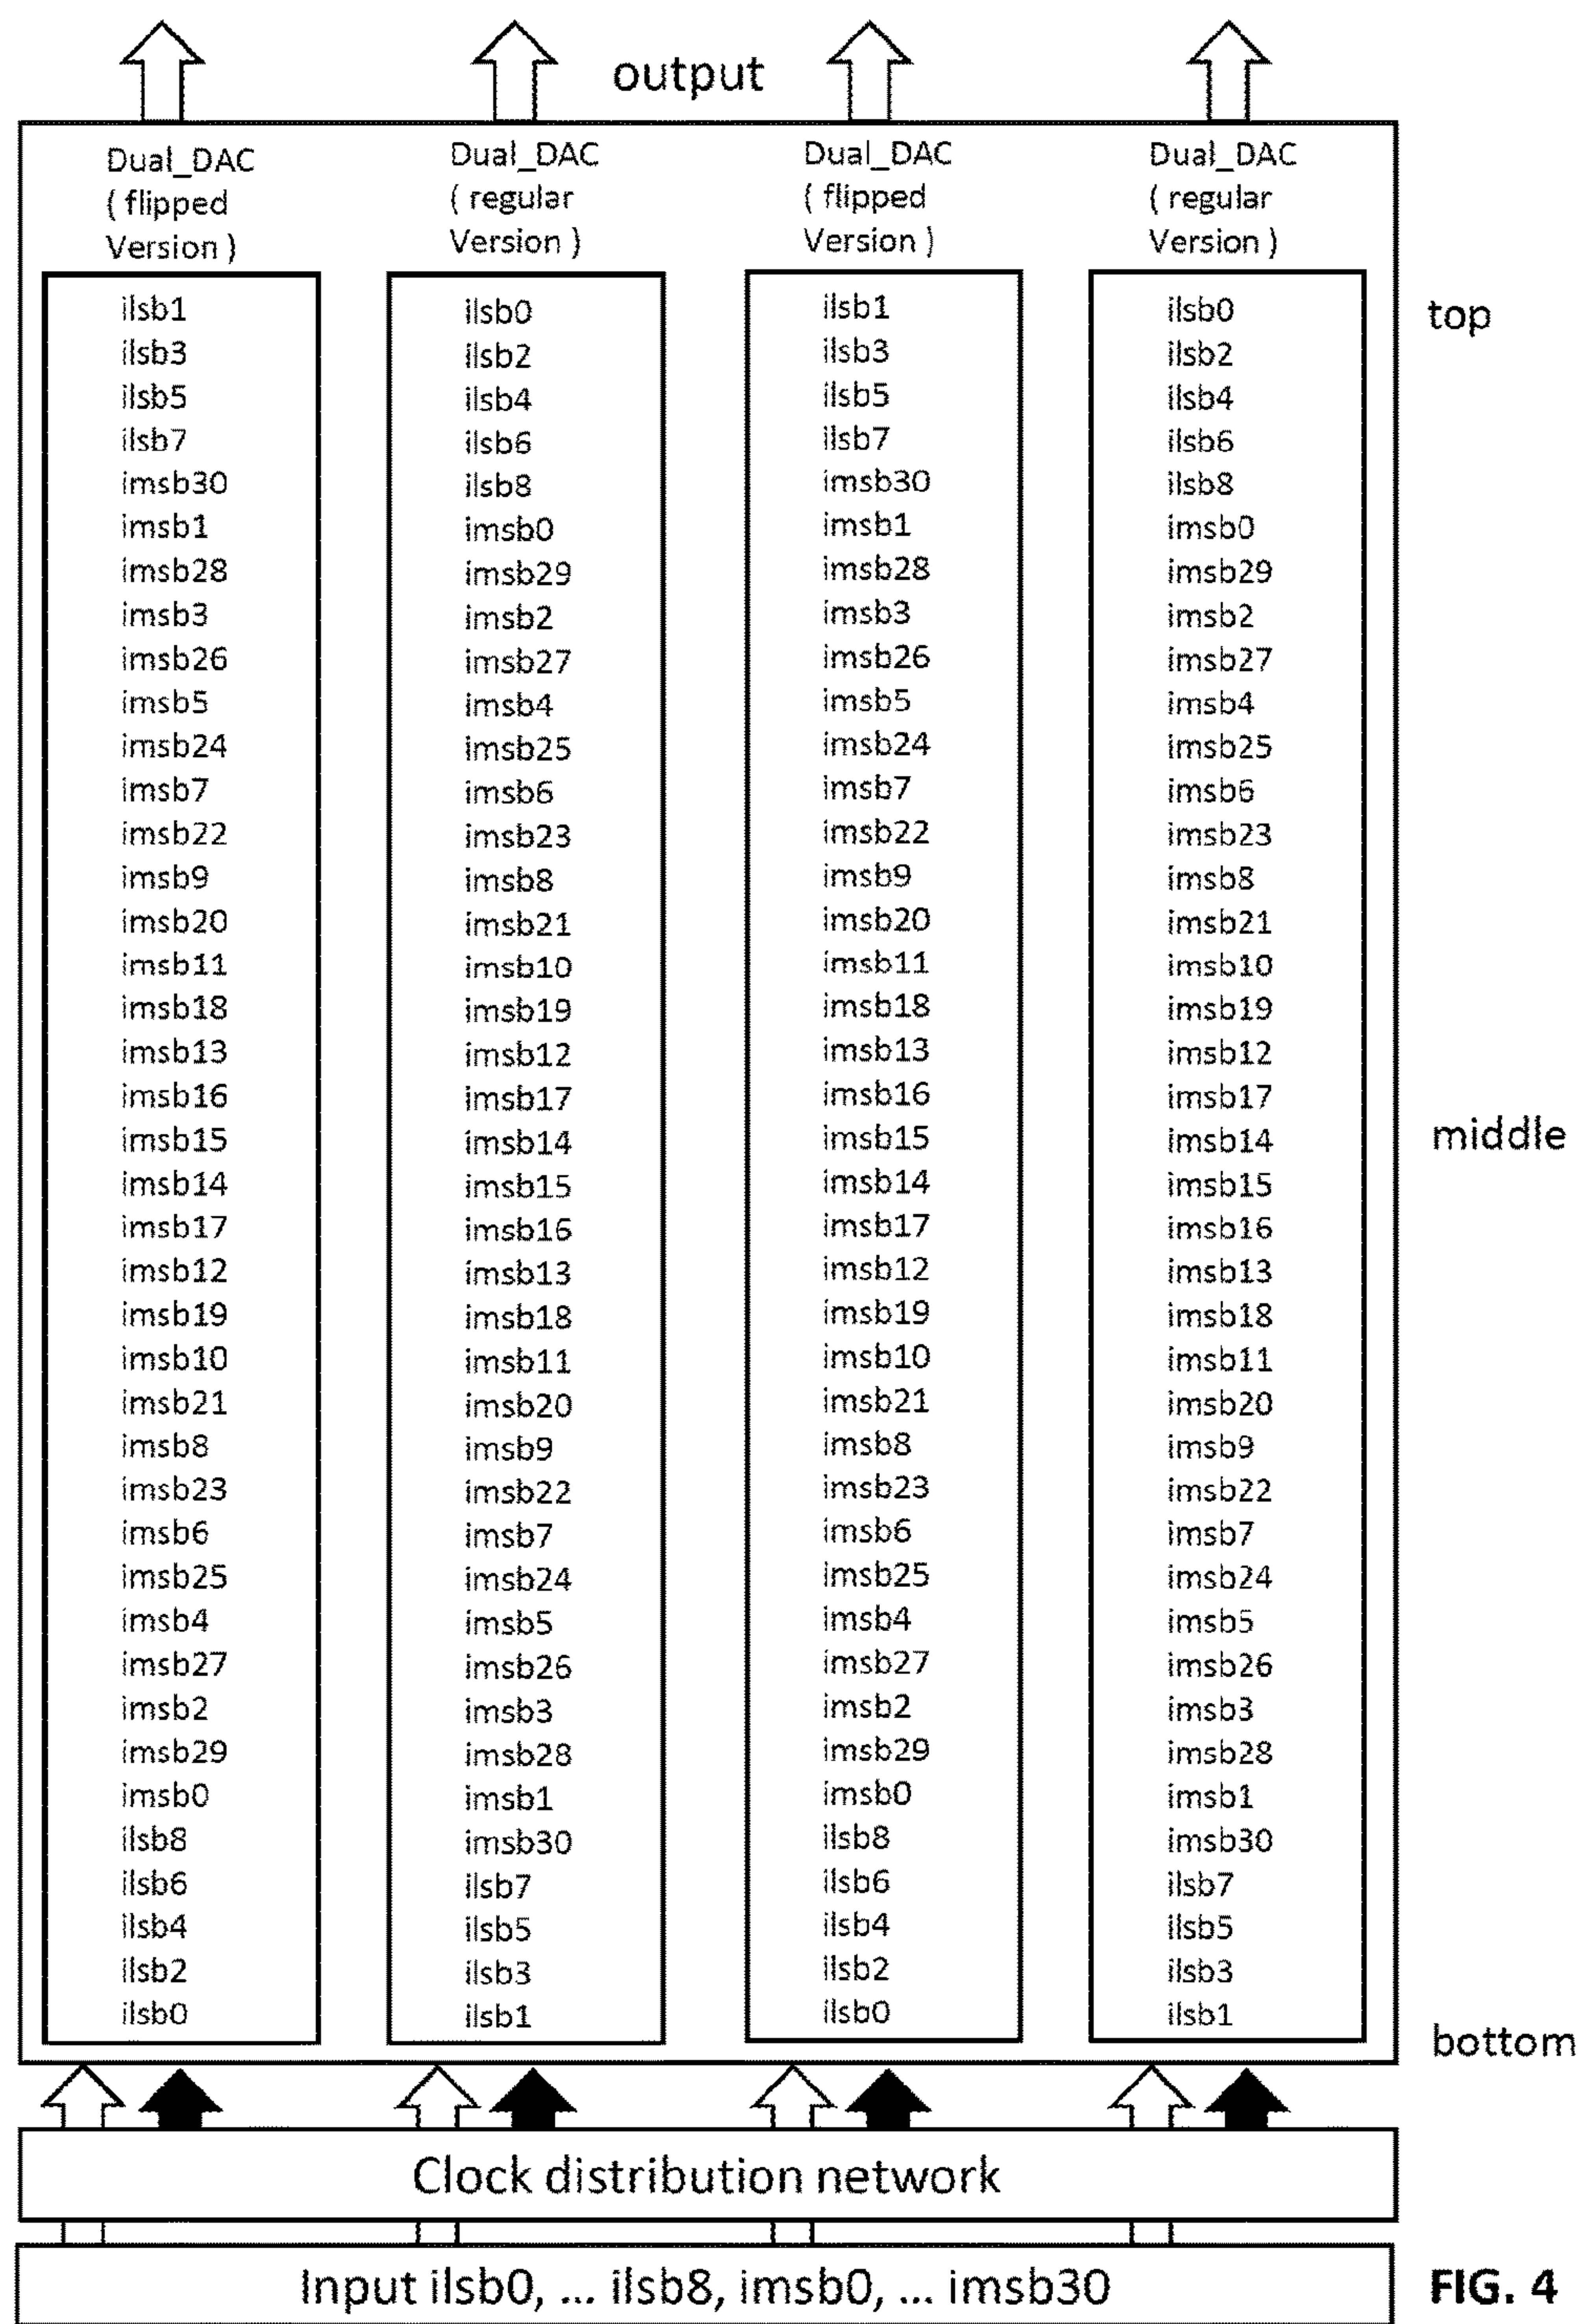 output
Dual_DAC
( flipped
Version )
ilsb1
ilsb3
ilsb5
ilsb7
imsb30
imsb1
imsb28
imsb3
imsb26
imsb5
imsb24
imsb7
imsb22
imsb9
imsb20
imsb11
imsb18
imsb13
imsb16
imsb15
imsb14
imsb17
imsb12
imsb19
imsb10
imsb21
imsb8
imsb23
imsb6
imsb25
imsb4
imsb27
imsb2
imsb29
imsb0
ilsb8
ilsb6
ilsb4
ilsb2
ilsb0
Dual_DAC
( regular
Version )
ilsb0
ilsb2
ilsb4
ilsb6
ilsb8
imsb0
imsb29
imsb2
imsb27
imsb4
imsb25
imsb6
imsb23
imsb8
imsb21
imsb10
imsb19
imsb12
imsb17
imsb14
imsb15
imsb16
imsb13
imsb18
imsb11
imsb20
imsb9
imsb22
imsb7
imsb24
imsb5
imsb26
imsb3
imsb28
imsb1
imsb30
ilsb7
ilsb5
ilsb3
ilsb1
Dual_DAC
( flipped
Version )
ilsb1
ilsb3
ilsb5
ilsb7
imsb30
imsb1
imsb28
imsb3
imsb26
imsb5
imsb24
imsb7
imsb22
imsb9
imsb20
imsb11
imsb18
imsb13
imsb16
imsb15
imsb14
imsb17
imsb12
imsb19
imsb10
imsb21
imsb8
imsb23
imsb6
imsb25
imsb4
imsb27
imsb2
imsb29
imsb0
ilsb8
ilsb6
ilsb4
ilsb2
ilsb0
Dual_DAC
( regular
Version )
ilsb0
ilsb2
ilsb4
ilsb6
ilsb8
imsb0
imsb29
imsb2
imsb27
imsb4
imsb25
imsb6
imsb23
imsb8
imsb21
imsb10
imsb19
imsb12
imsb17
imsb14
imsb15
imsb16
imsb13
imsb18
imsb11
imsb20
imsb9
imsb22
imsb7
imsb24
imsb5
imsb26
imsb3
imsb28
imsb1
imsb30
ilsb7
ilsb5
ilsb3
ilsb1
top
middle
bottom
Clock distribution network
Input ilsb0, ... ilsb8, imsb0, ... imsb30
FIG. 4